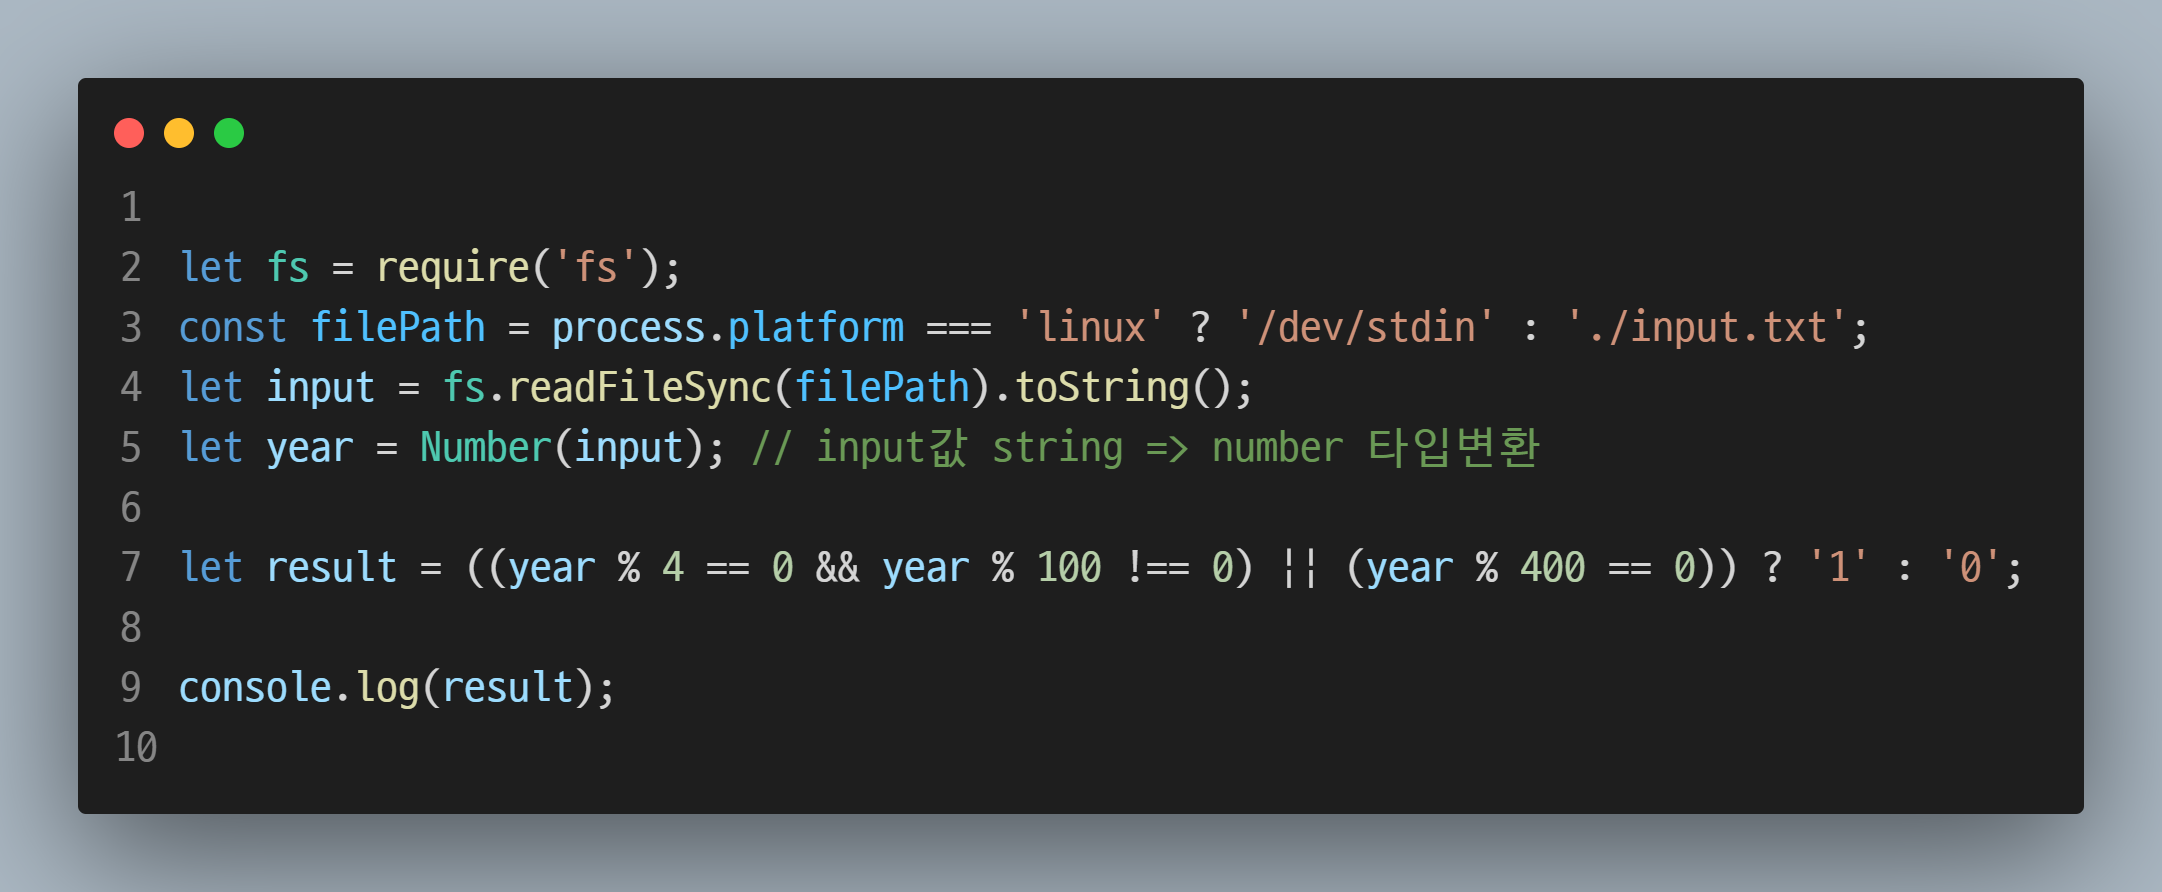 1
2 let fs = require('fs');
3 const filePath = process.platform === 'linux' ? '/dev/stdin' : './input.txt';
4 let input = fs.readFileSync(filePath).toString();
5 let year = Number(input); // input값 string => number 타입변환
6
7 let result = ((year % 4 == 0 && year % 100 !== 0) || (year % 400 == 0)) ? '1' : '0';
8
9 console.log(result);
10